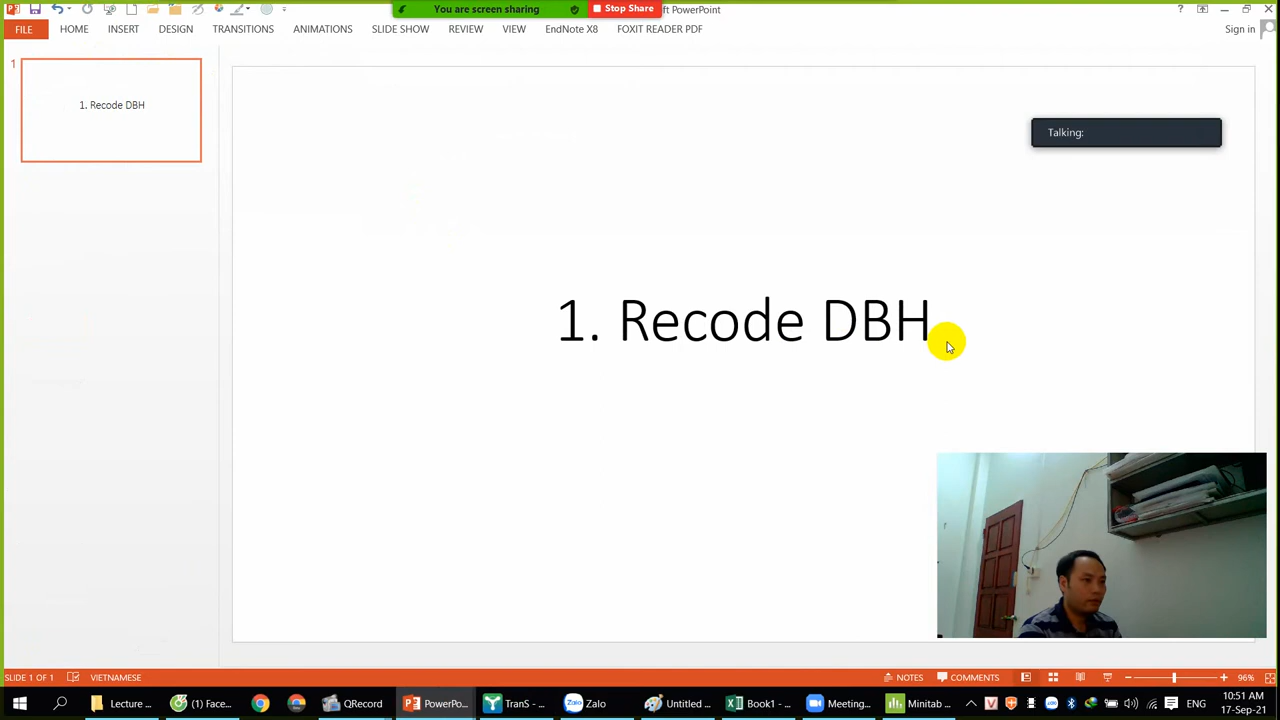 You are screen sharing
Stop Share
ft PowerPoint
FILE
HOME
INSERT
DESIGN
TRANSITIONS
ANIMATIONS
SLIDE SHOW
REVIEW
VIEW
EndNote X8
FOXIT READER PDF
Sign in
1
1. Recode DBH
Talking:
1. Recode DBH
SLIDE 1 OF 1
VIETNAMESE
NOTES
COMMENTS
96%
Lecture ...
(1) Face...
QRecord
PowerPo...
TranS - ...
Zalo
Untitled ...
Book1 - ...
Meeting...
Minitab ...
ENG
10:51 AM
17-Sep-21